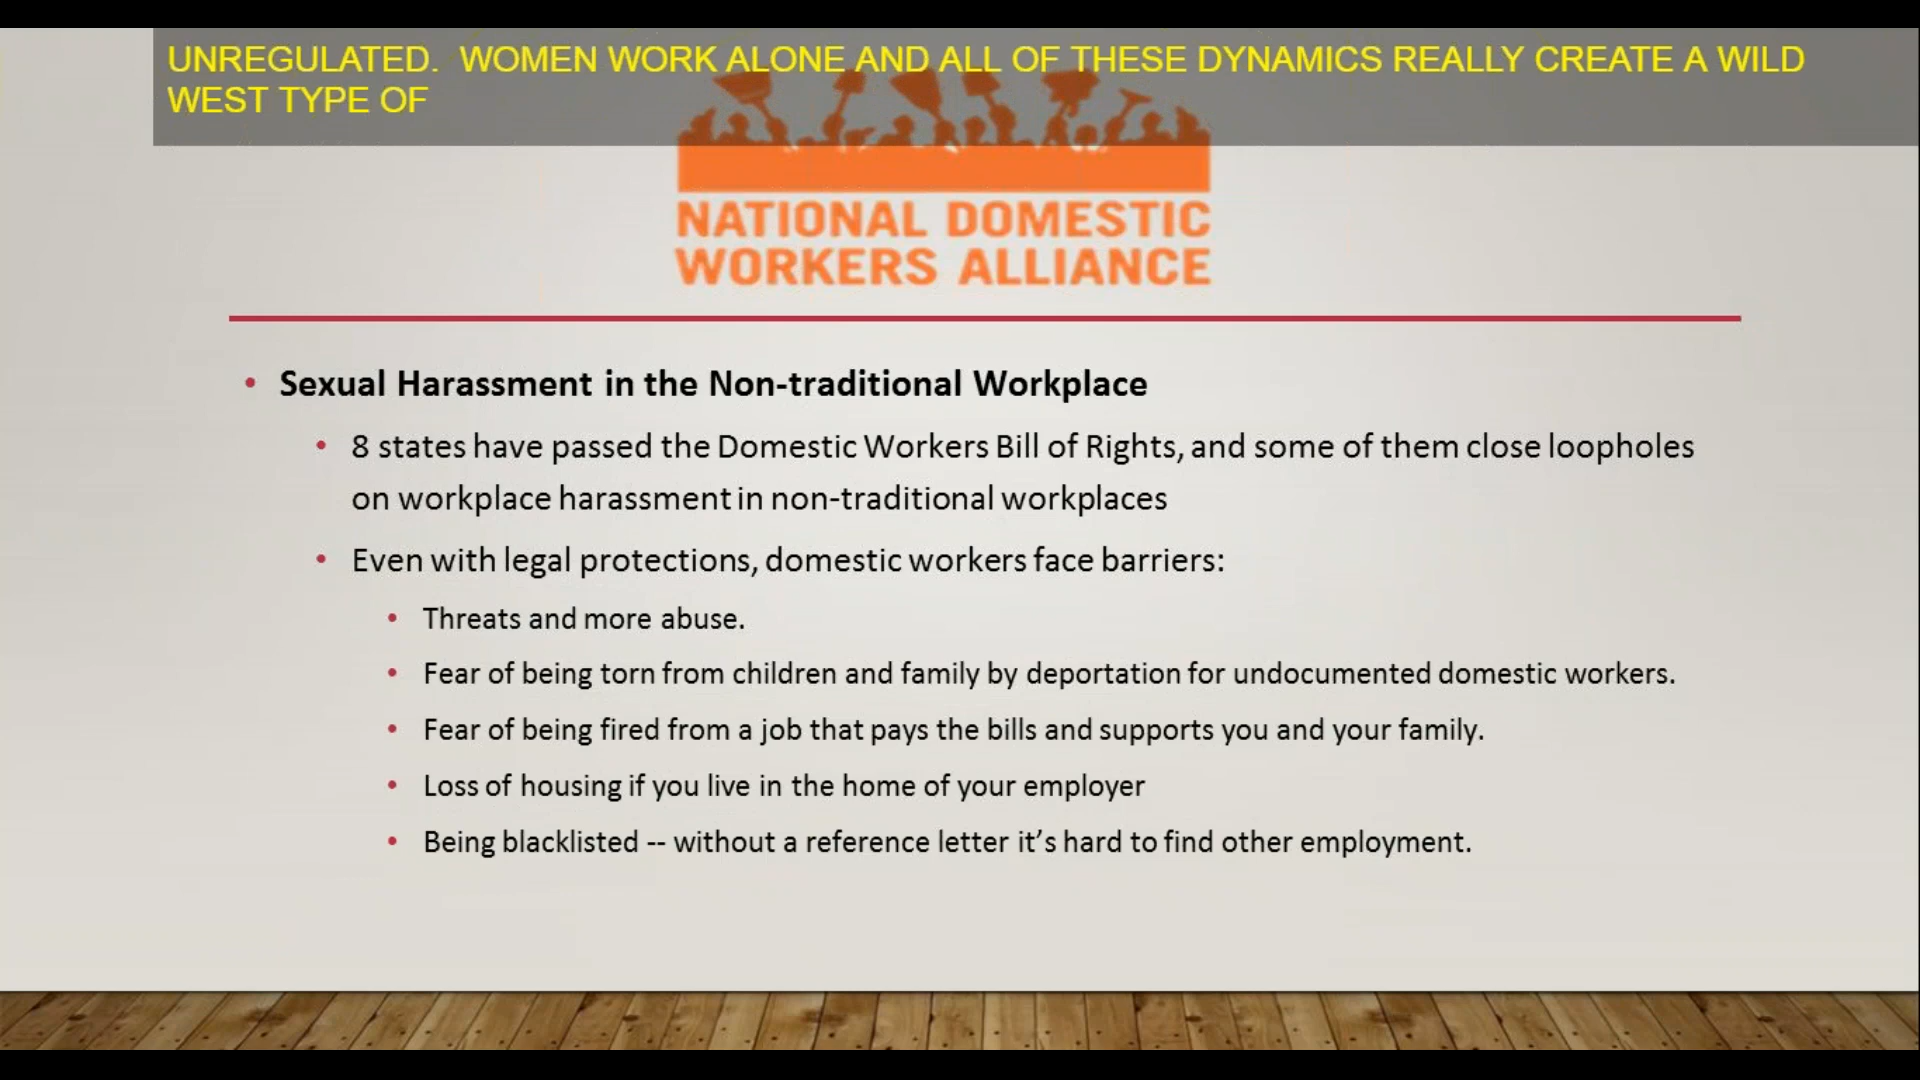 UNREGULATED.  WOMEN WORK ALONE AND ALL OF THESE DYNAMICS REALLY CREATE A WILD
WEST TYPE OF
NATIONAL DOMESTIC
WORKERS ALLIANCE
• Sexual Harassment in the Non-traditional Workplace
• 8 states have passed the Domestic Workers Bill of Rights, and some of them close loopholes
on workplace harassment in non-traditional workplaces
• Even with legal protections, domestic workers face barriers:
• Threats and more abuse.
• Fear of being torn from children and family by deportation for undocumented domestic workers.
• Fear of being fired from a job that pays the bills and supports you and your family.
• Loss of housing if you live in the home of your employer
• Being blacklisted -- without a reference letter it’s hard to find other employment.